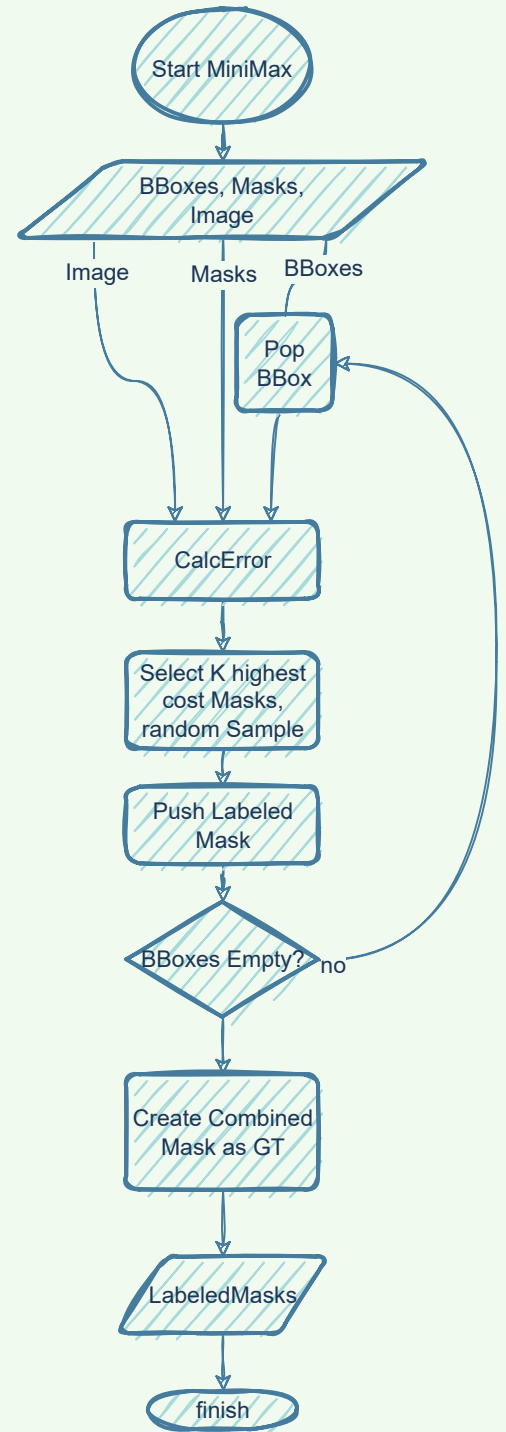 Start MiniMax
BBoxes, Masks,
Image
Image
Masks
BBoxes
Pop
BBox
CalcError
Select K highest
cost Masks,
random Sample
Push Labeled
Mask
BBoxes Empty?
no
Create Combined
Mask as GT
LabeledMasks
finish